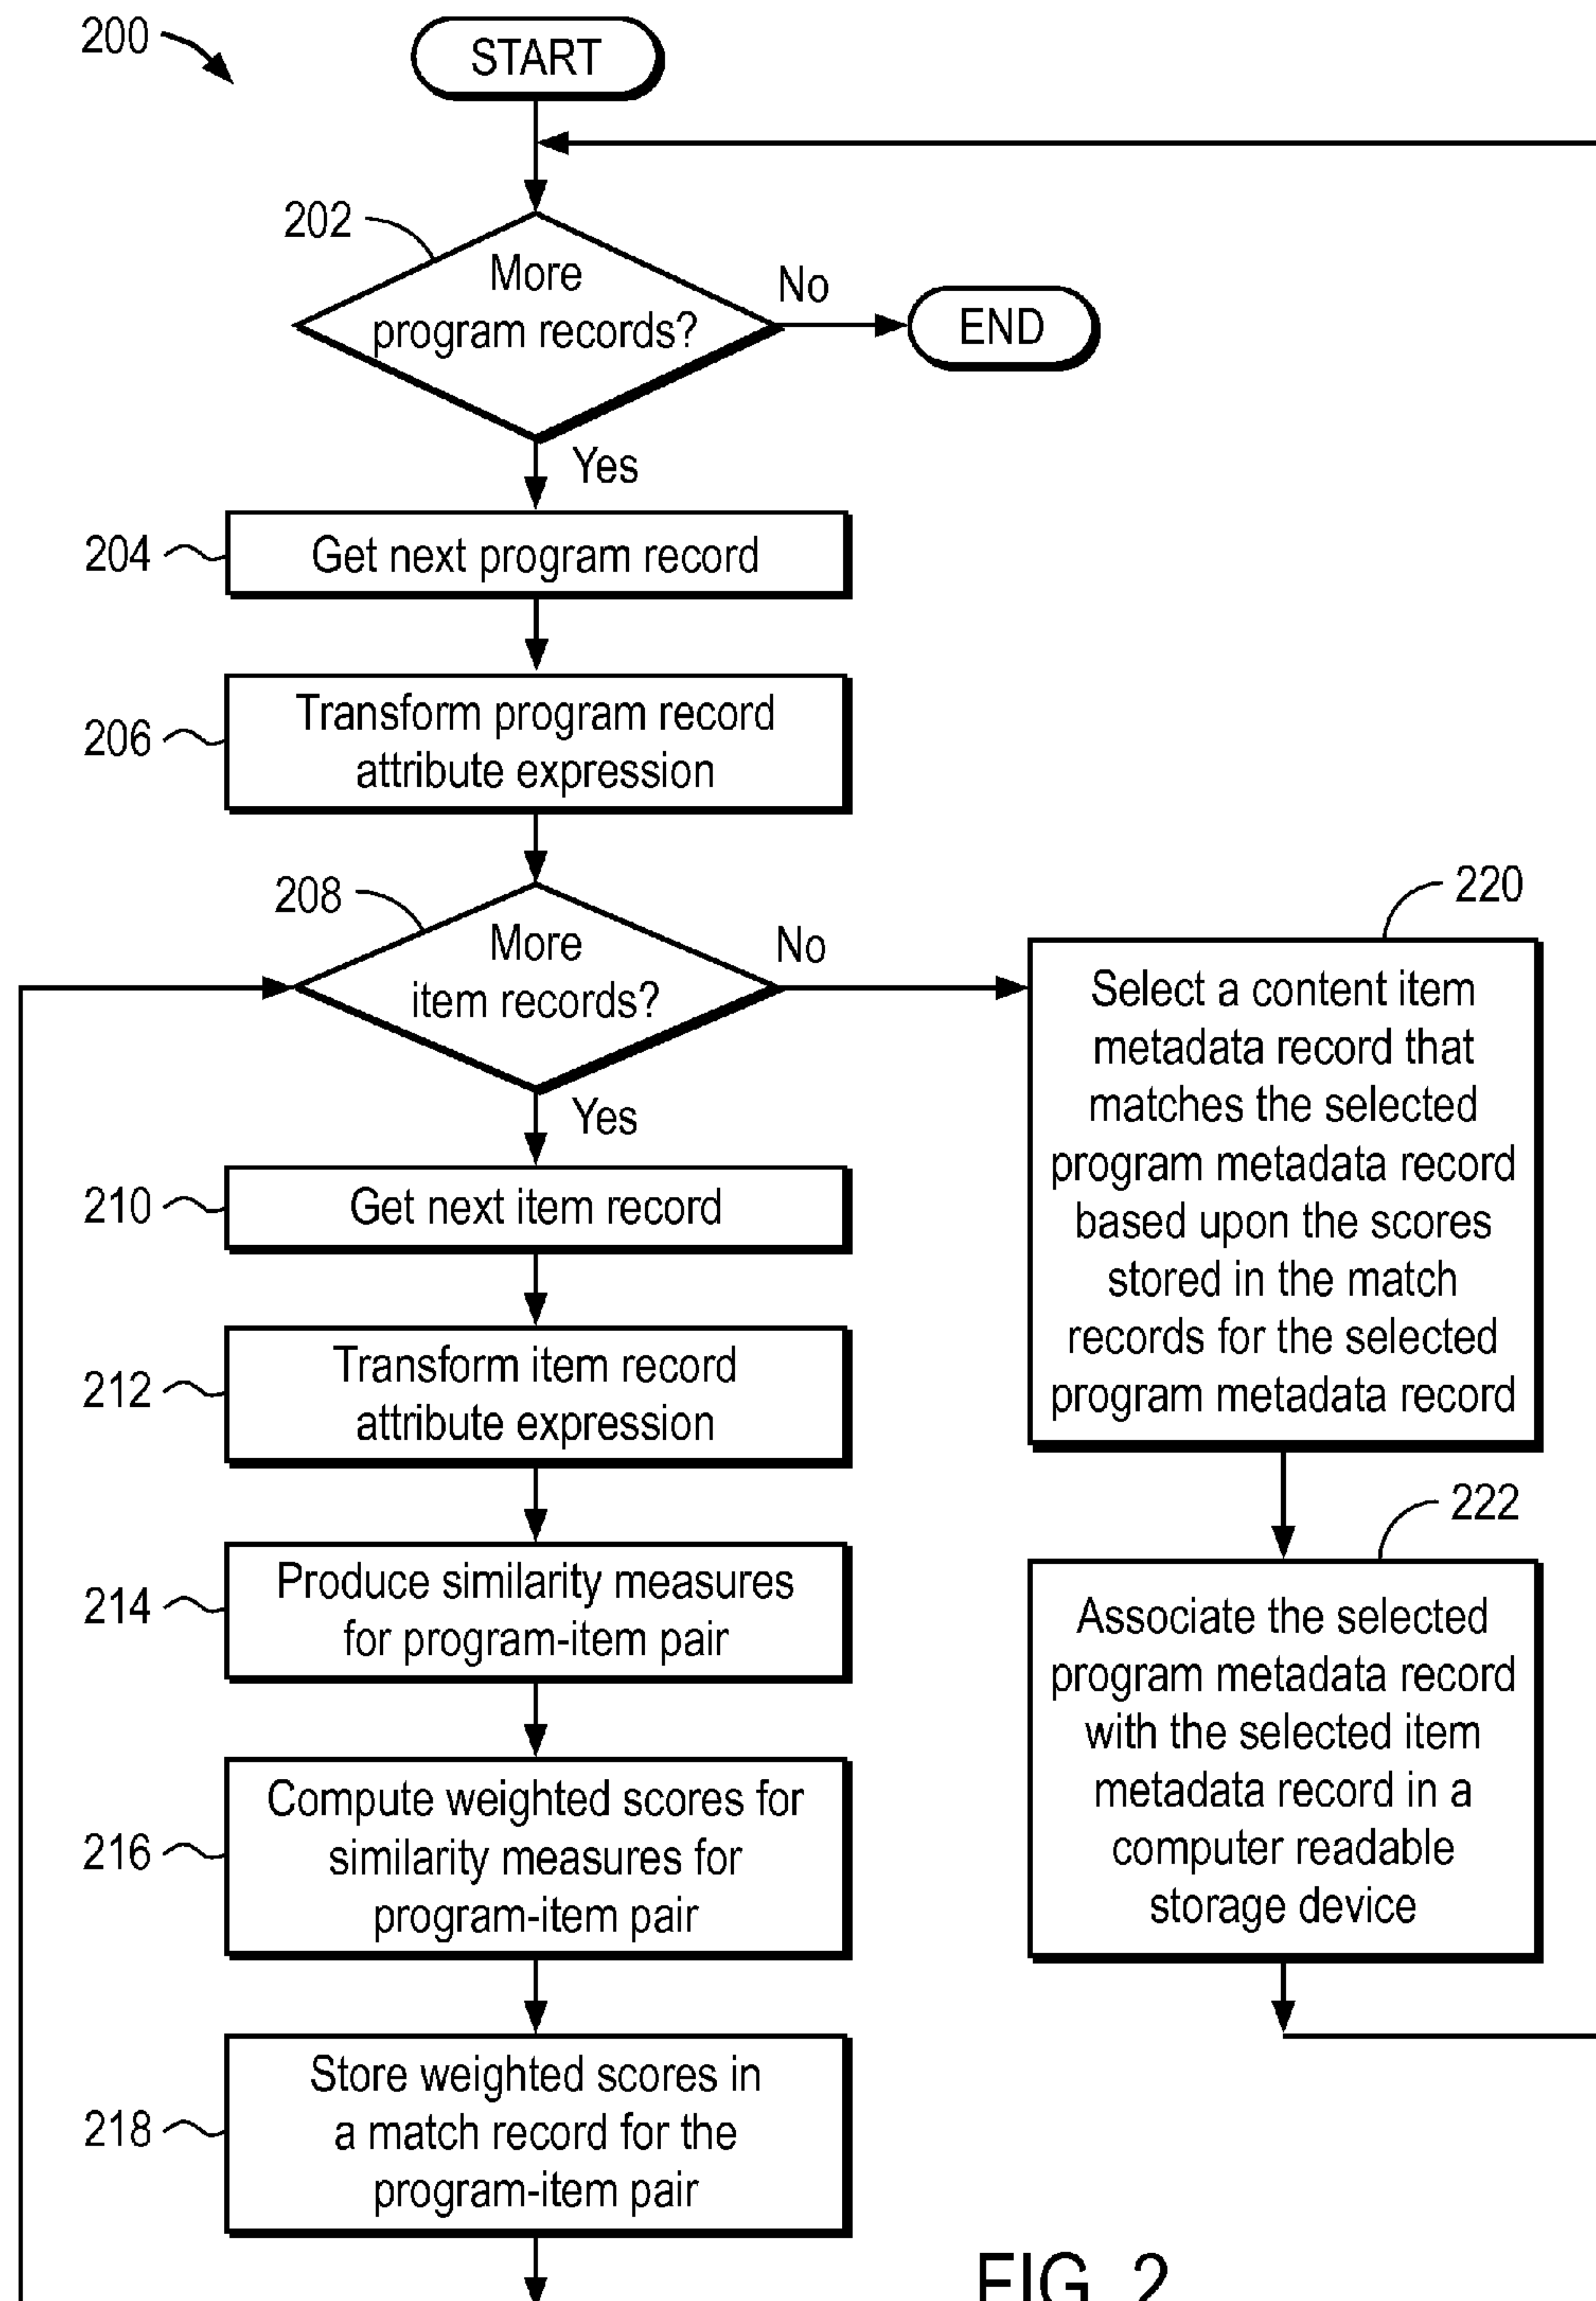 200
START
202
More
program records?
No
END
Yes
204
Get next program record
206
Transform program record
attribute expression
208
More
item records?
No
Yes
210
Get next item record
212
Transform item record
attribute expression
214
Produce similarity measures
for program-item pair
216
Compute weighted scores for
similarity measures for
program-item pair
218
Store weighted scores in
a match record for the
program-item pair
220
Select a content item
metadata record that
matches the selected
program metadata record
based upon the scores
stored in the match
records for the selected
program metadata record
222
Associate the selected
program metadata record
with the selected item
metadata record in a
computer readable
storage device
FIG. 2